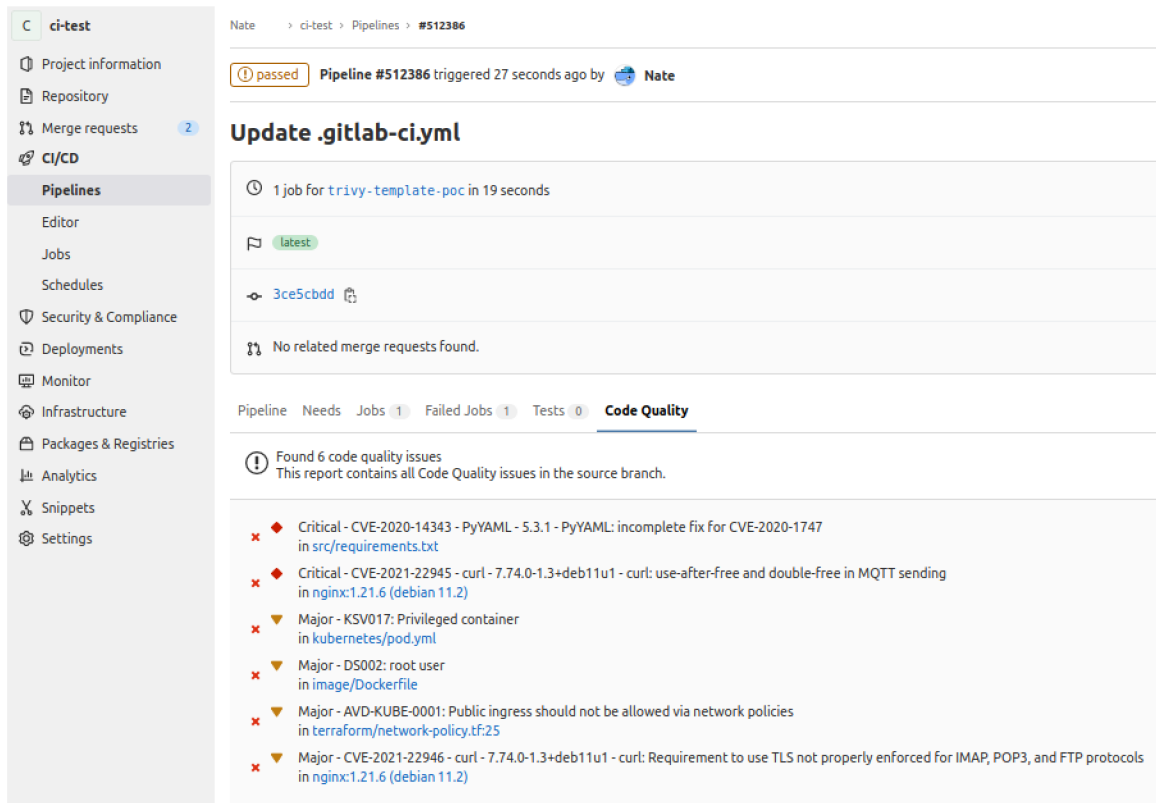 C ci-test
Project information
Repository
Merge requests 2
CI/CD
Pipelines
Editor
Jobs
Schedules
Security & Compliance
Deployments
Monitor
Infrastructure
Packages & Registries
Analytics
Snippets
Settings
Nate > ci-test > Pipelines > #512386
passed Pipeline #512386 triggered 27 seconds ago by Nate
Update .gitlab-ci.yml
1 job for trivy-template-poc in 19 seconds
latest
3ce5cbdd
No related merge requests found.
Pipeline Needs Jobs 1 Failed Jobs 1 Tests 0 Code Quality
Found 6 code quality issues
This report contains all Code Quality issues in the source branch.
Critical - CVE-2020-14343 - PyYAML - 5.3.1 - PyYAML: incomplete fix for CVE-2020-1747
in src/requirements.txt
Critical - CVE-2021-22945 - curl - 7.74.0-1.3+deb11u1 - curl: use-after-free and double-free in MQTT sending
in nginx:1.21.6 (debian 11.2)
Major - KSV017: Privileged container
in kubernetes/pod.yml
Major - DS002: root user
in image/Dockerfile
Major - AVD-KUBE-0001: Public ingress should not be allowed via network policies
in terraform/network-policy.tf:25
Major - CVE-2021-22946 - curl - 7.74.0-1.3+deb11u1 - curl: Requirement to use TLS not properly enforced for IMAP, POP3, and FTP protocols
in nginx:1.21.6 (debian 11.2)